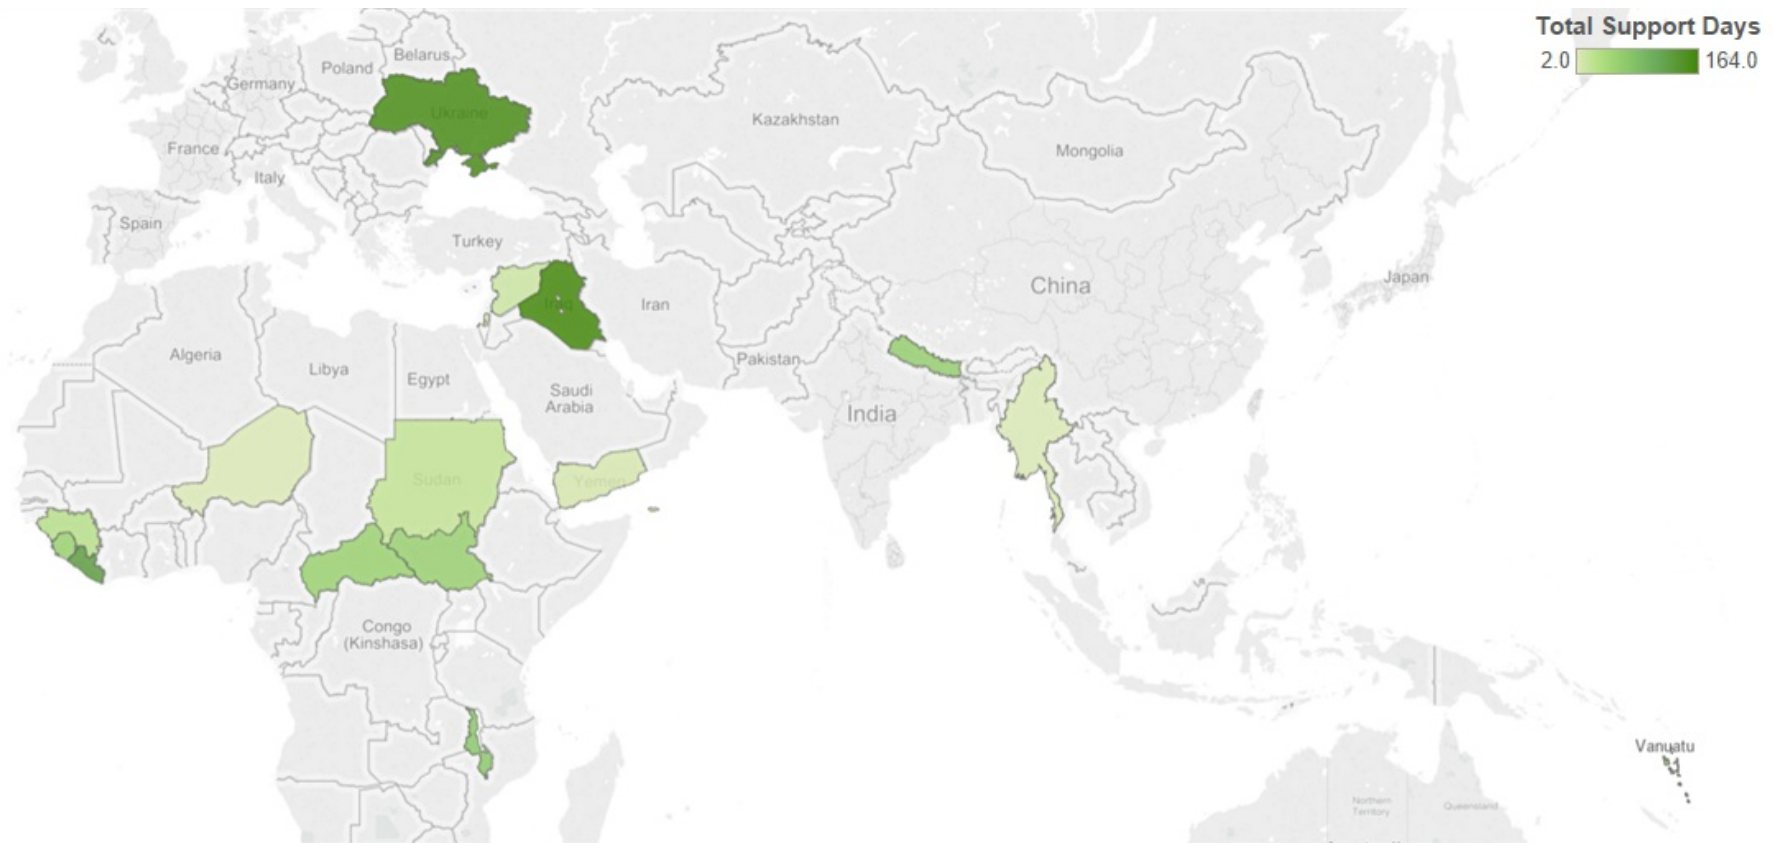 Total Support Days
2.0 164.0
Belarus
Poland
Germany
Ukraine
Kazakhstan
France
Mongolia
Italy
Spain
Turkey
Japan
China
Iraq
Iran
Algeria
Pakistan
Libya
Egypt
Saudi
Arabia
India
Sudan
Yemen
Congo
(Kinshasa)
Vanuatu
Northern
Territory
Queensland